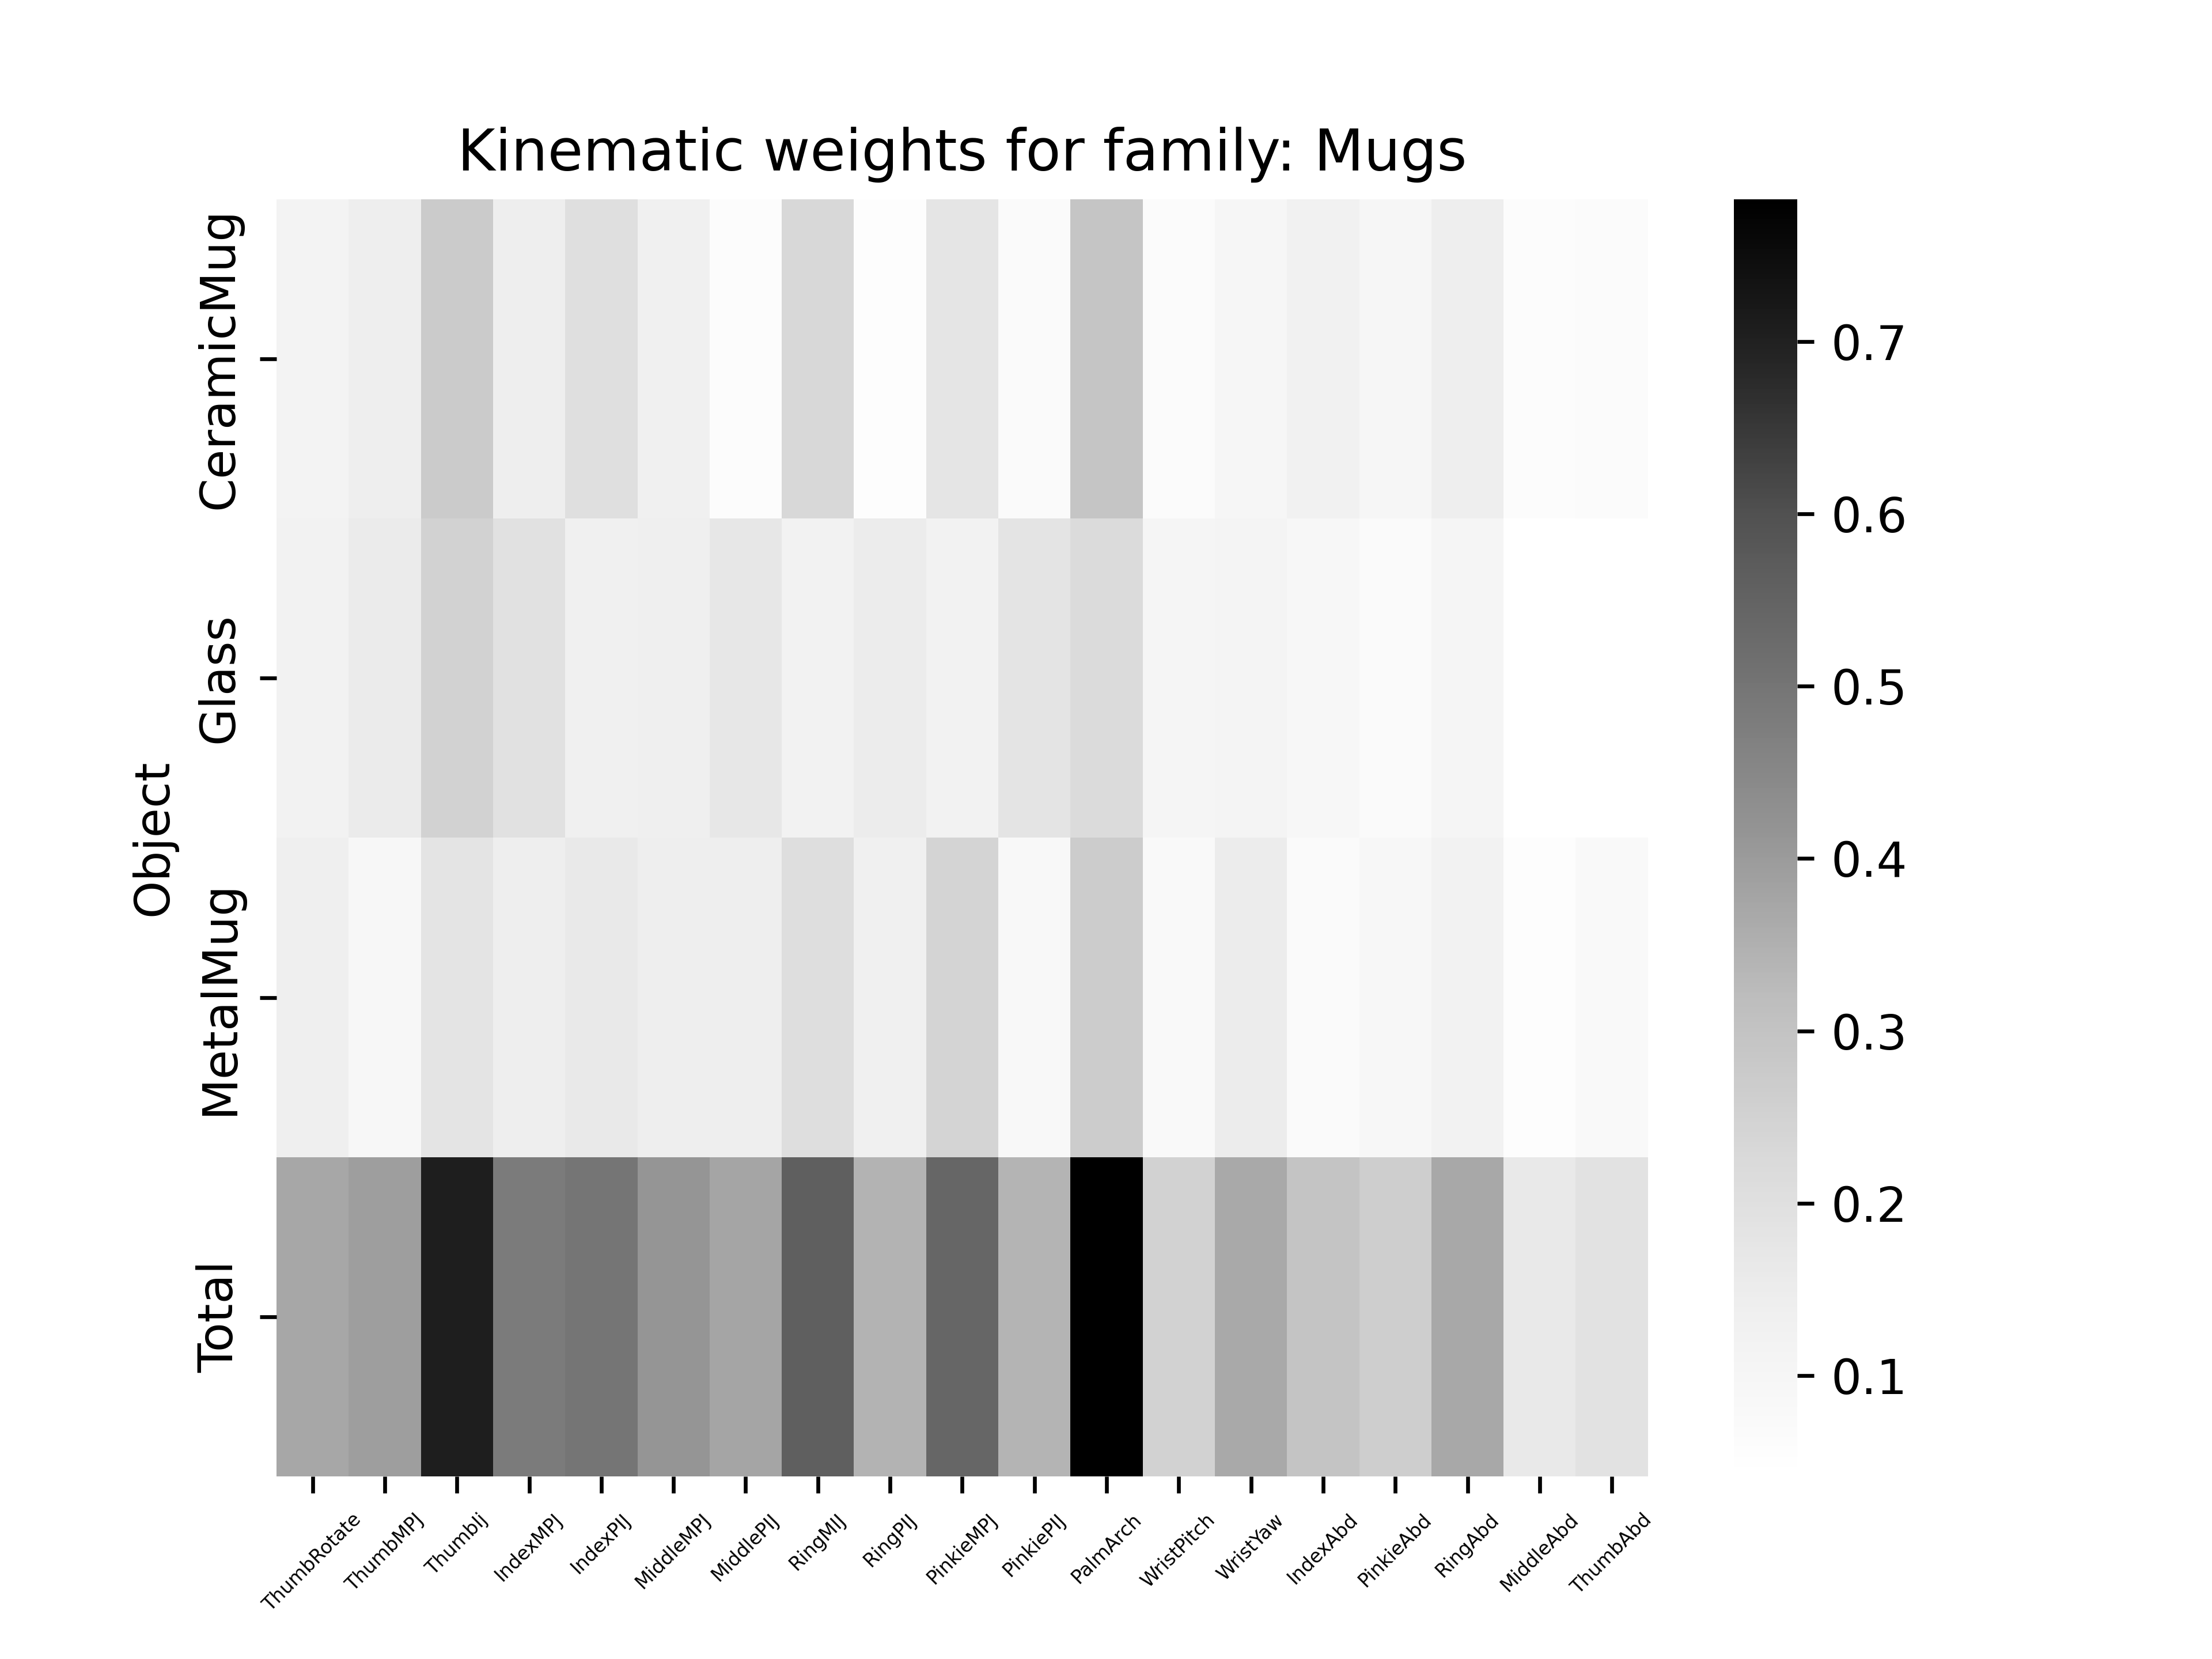 Kinematic weights for family: Mugs
Object
CeramicMug
Glass
MetalMug
Total
ThumbRotate
ThumbMPJ
ThumbIj
IndexMPJ
IndexPIJ
MiddleMPJ
MiddlePIJ
RingMIJ
RingPIJ
PinkieMPJ
PinkiePIJ
PalmArch
WristPitch
WristYaw
IndexAbd
PinkieAbd
RingAbd
MiddleAbd
ThumbAbd
0.7
0.6
0.5
0.4
0.3
0.2
0.1